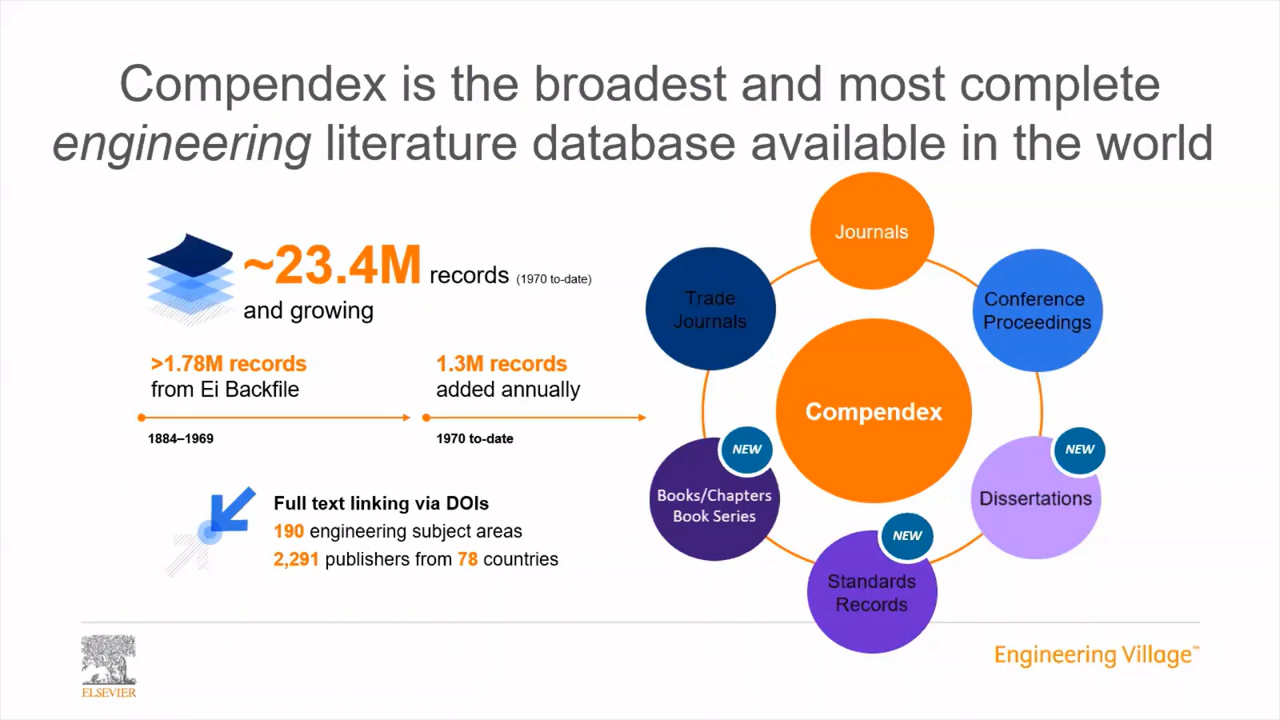 Compendex is the broadest and most complete
engineering literature database available in the world
~23.4M records (1970 to-date)
and growing
>1.78M records
from Ei Backfile
1884–1969
1.3M records
added annually
1970 to-date
Full text linking via DOIs
190 engineering subject areas
2,291 publishers from 78 countries
Journals
Conference
Proceedings
NEW
Dissertations
NEW
Standards
Records
NEW
Books/Chapters
Book Series
Trade
Journals
Compendex
ELSEVIER
Engineering Village™